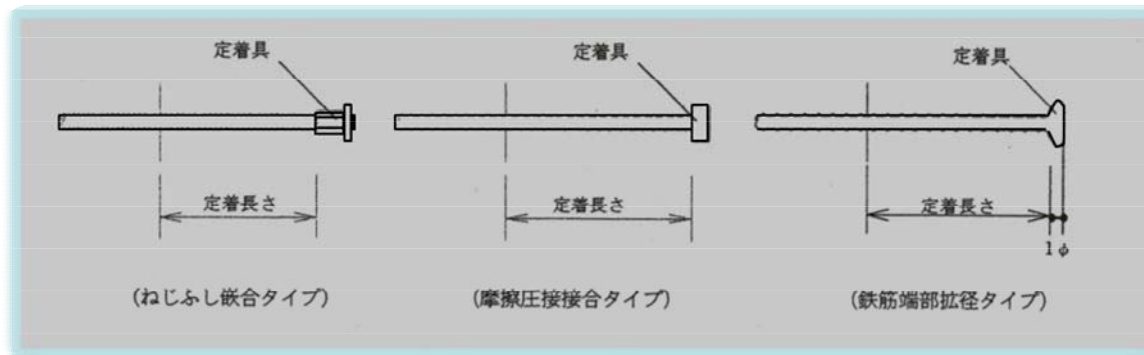 定着具
定着長さ
(ねじふし嵌合タイプ)
定着具
定着長さ
(摩擦圧接接合タイプ)
定着具
定着長さ
1φ
(鉄筋端部拡径タイプ)